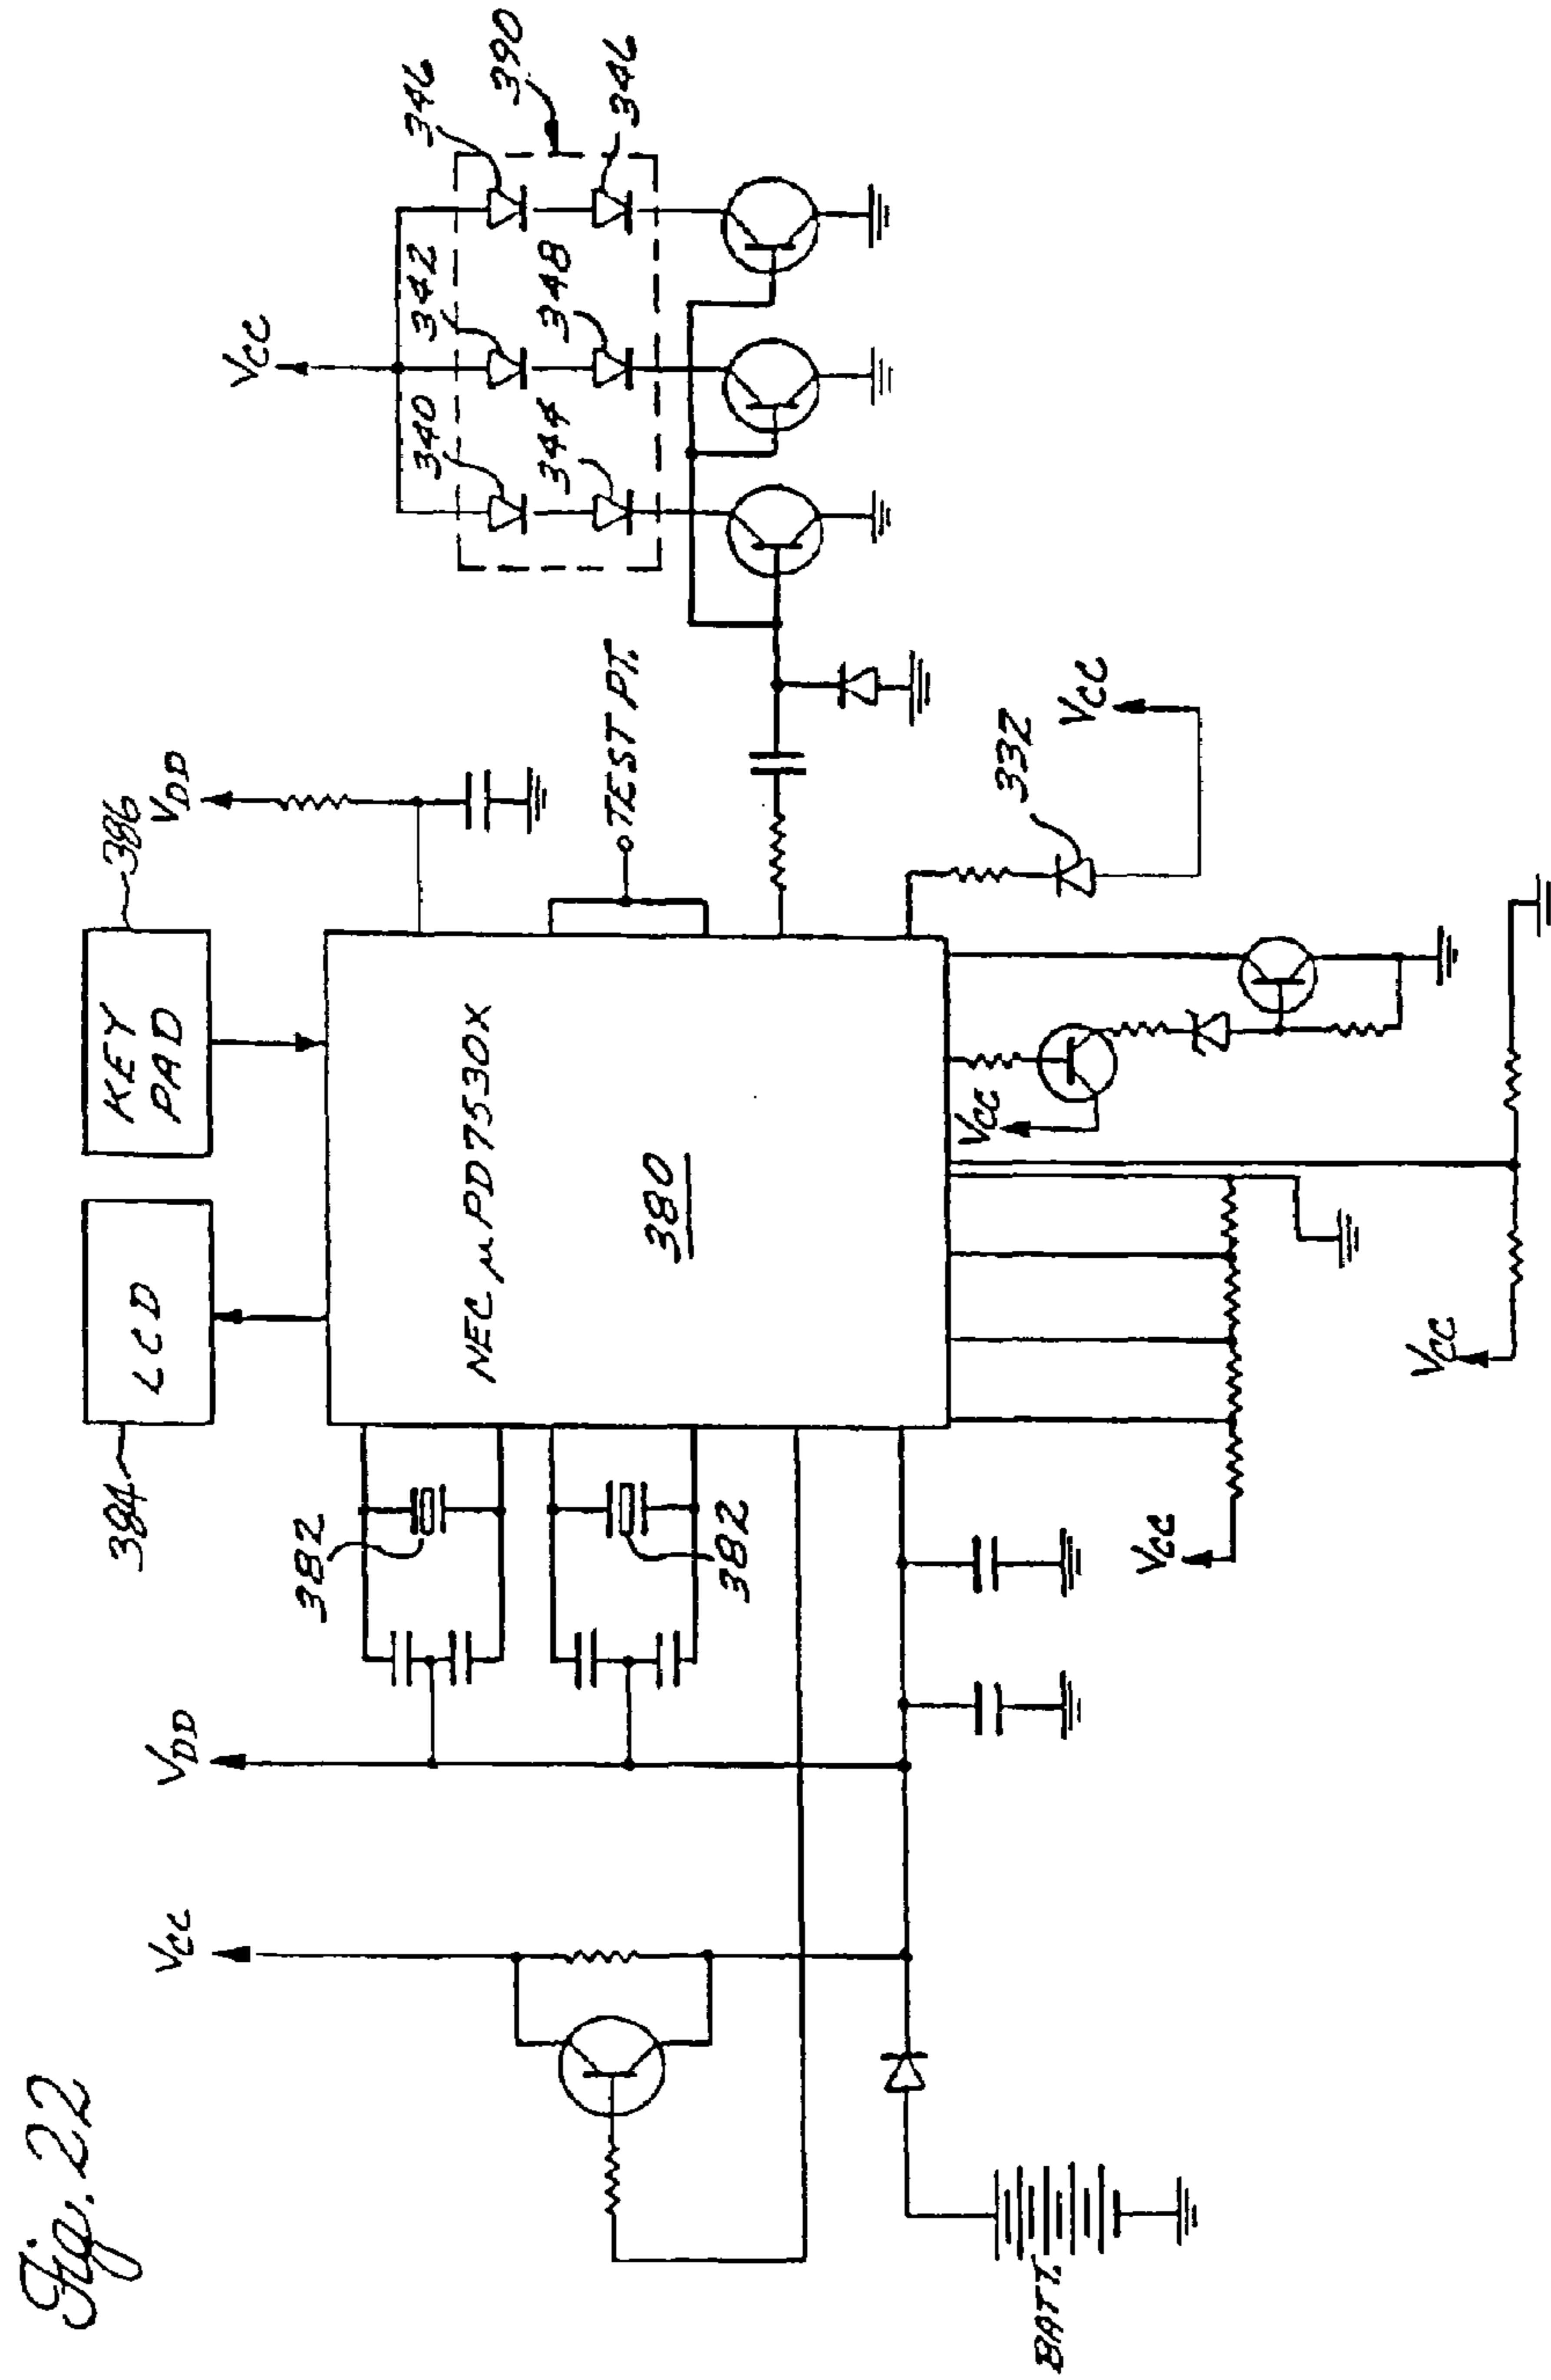 Fig. 22
VCC
VDD
384
LCD
KEY
PAD
386
VDD
382
382
NEC µPD7530X
380
TEST PT.
VCC
340
342
346
390
344
348
346
332
VCC
VCC
VCC
VCC
BATT.